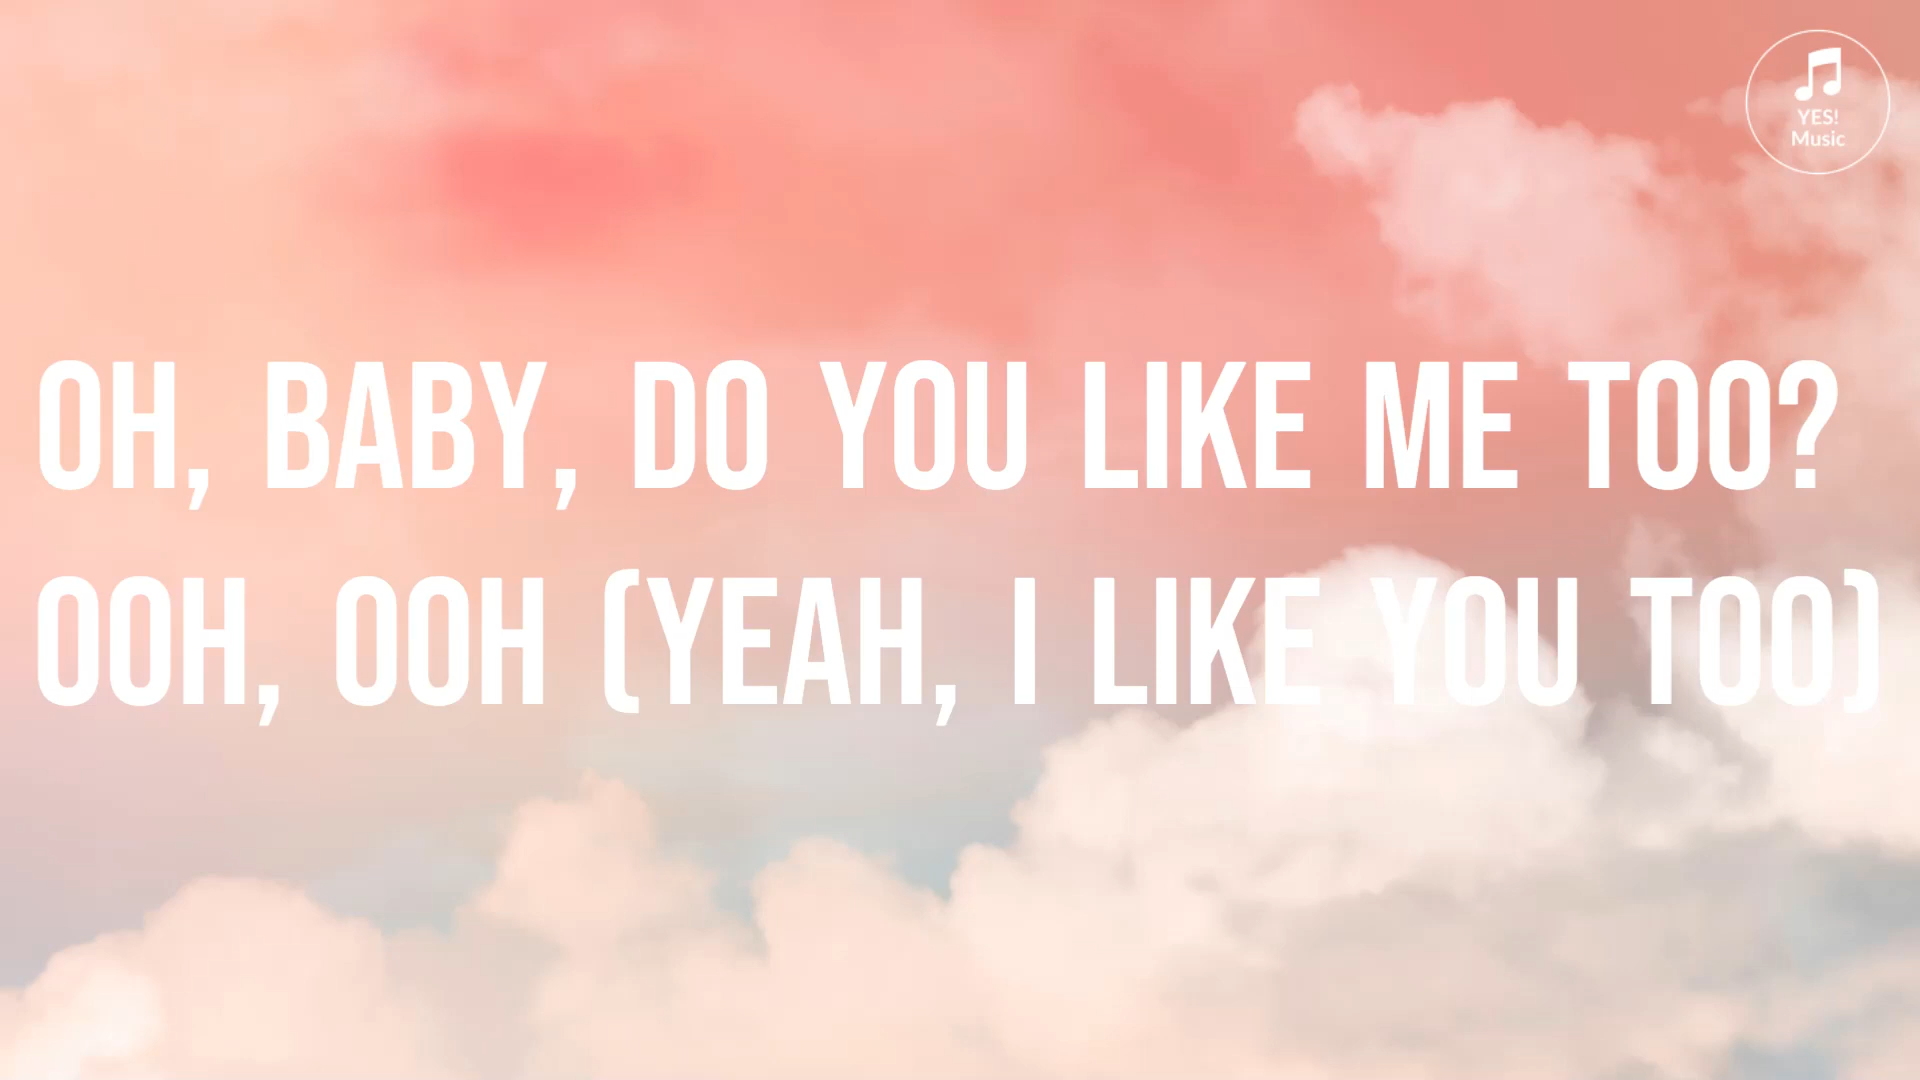 YES!
Music
OH, BABY, DO YOU LIKE ME TOO?
OOH, OOH (YEAH, I LIKE YOU TOO)